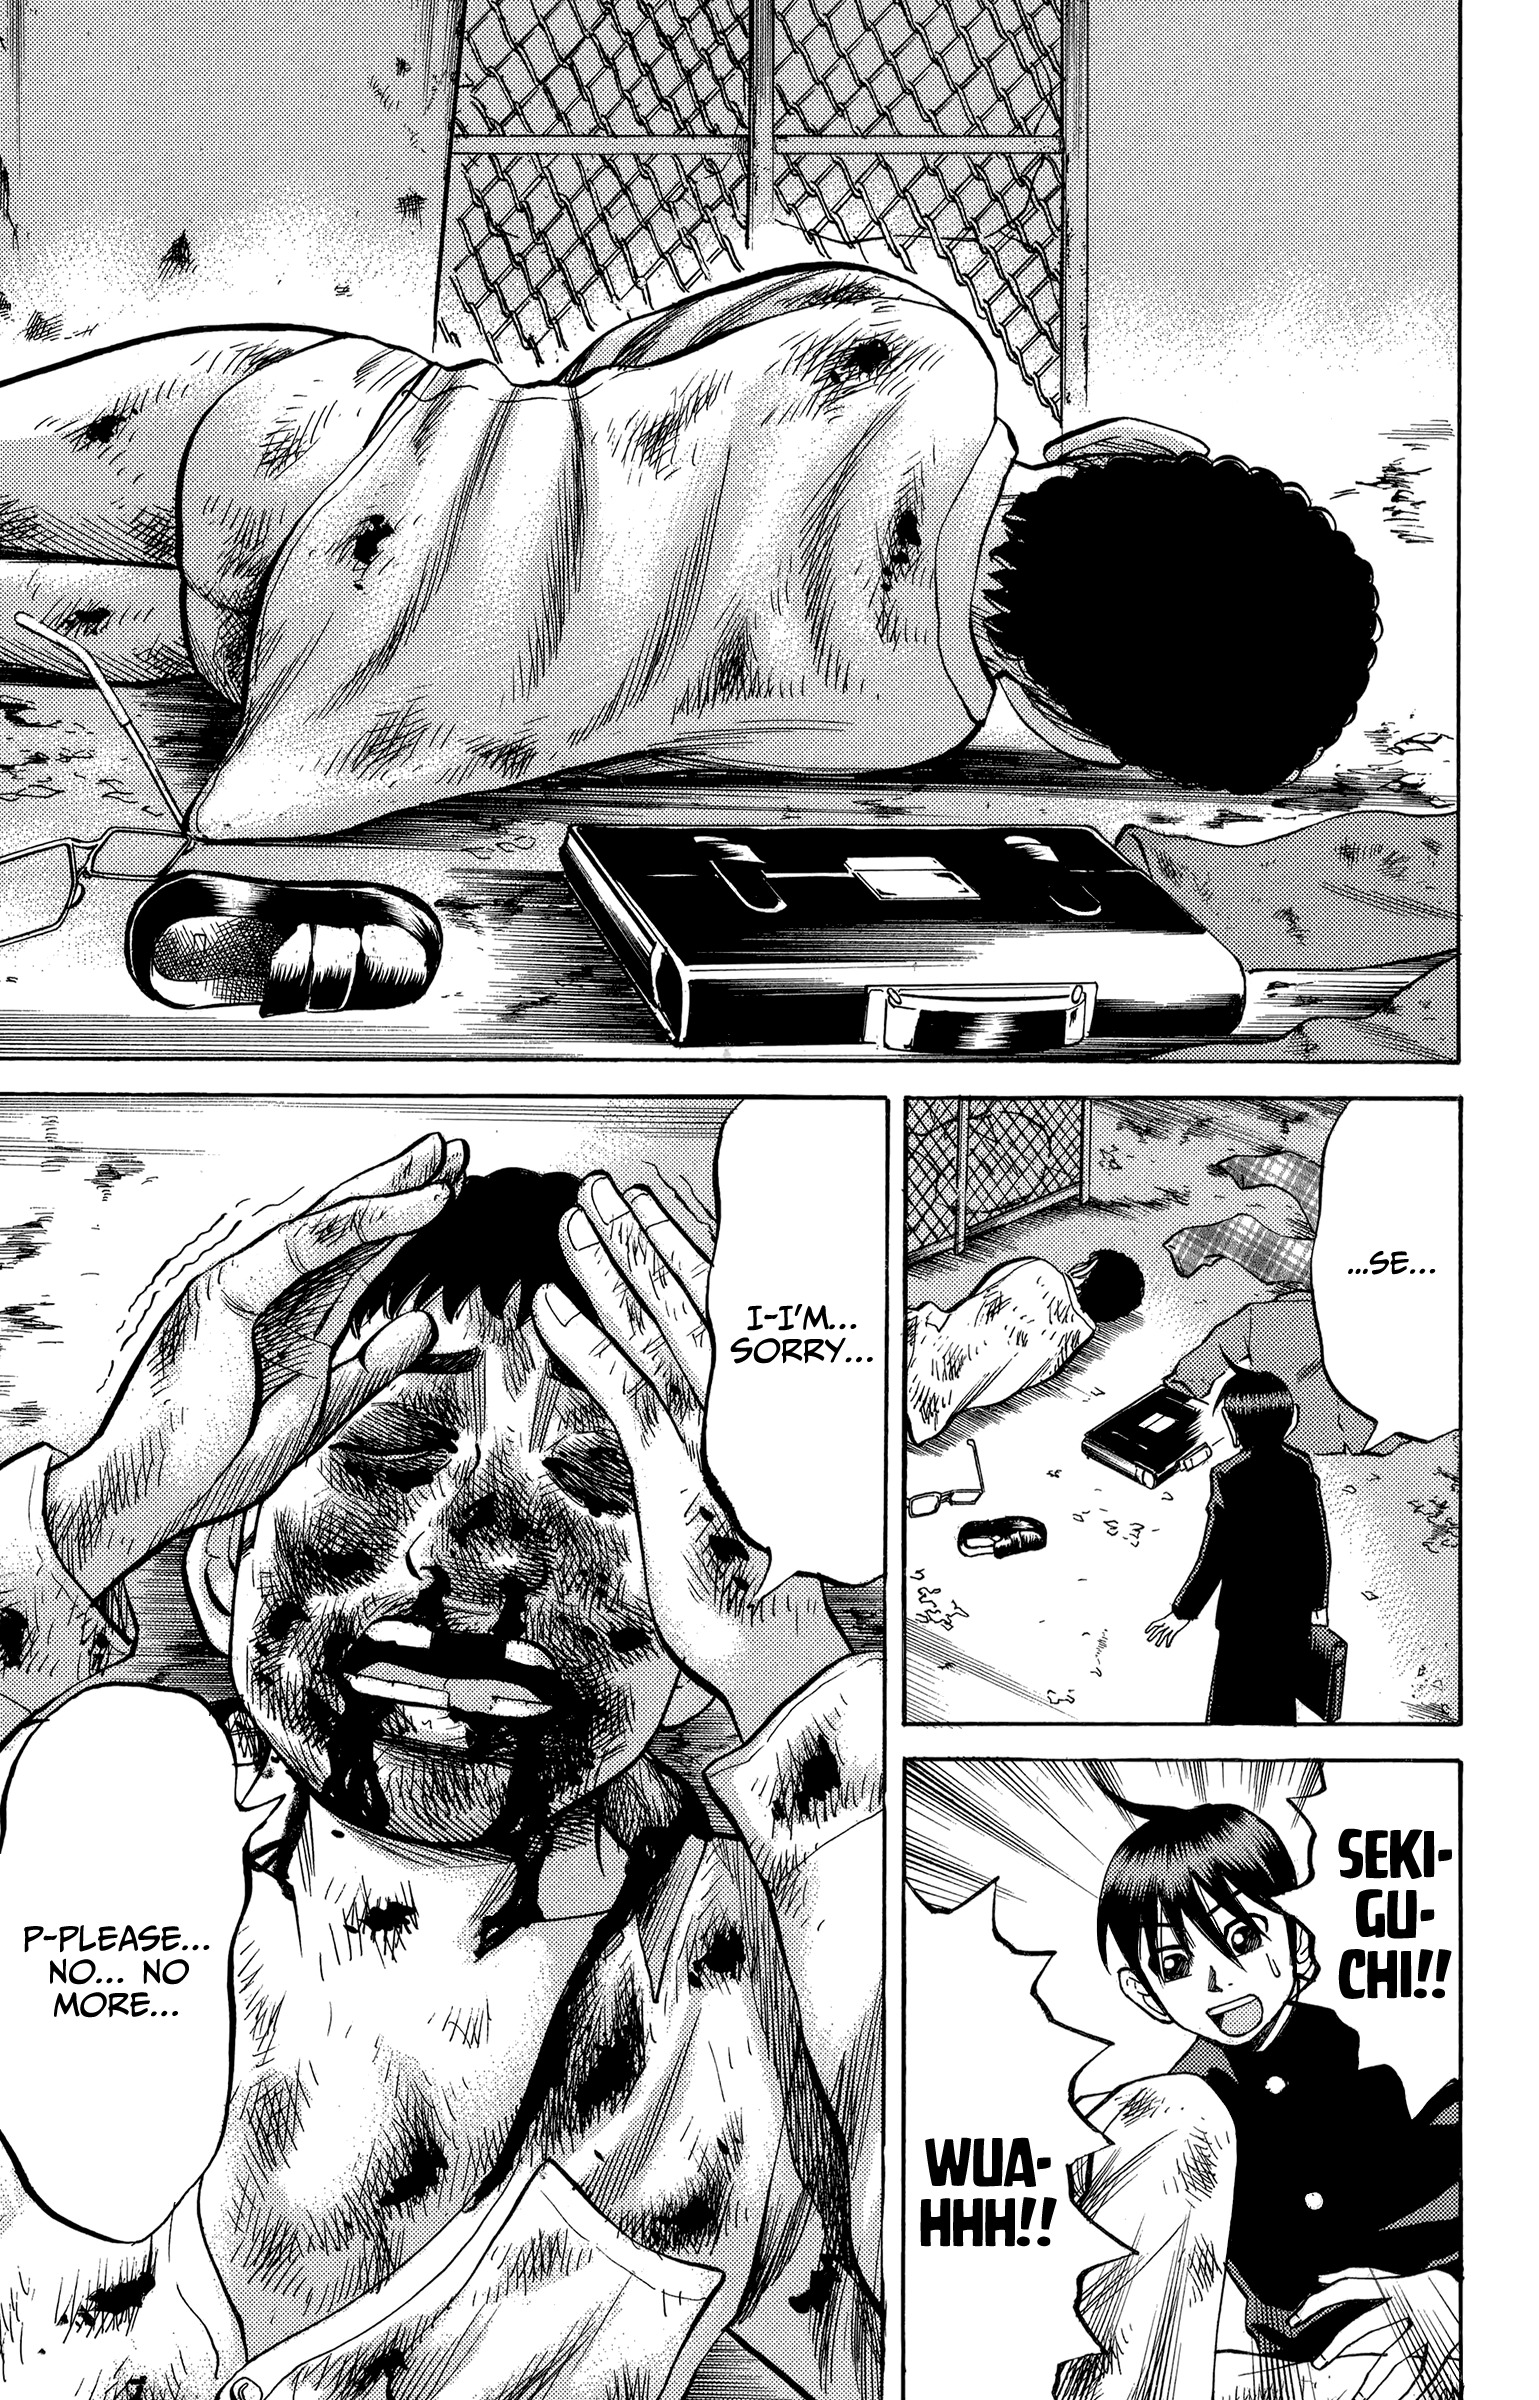 ...SE...
SEKI-
GU-
CHI!!
WUA-
HHH!!
I-I'M...
SORRY...
P-PLEASE...
NO... NO
MORE...